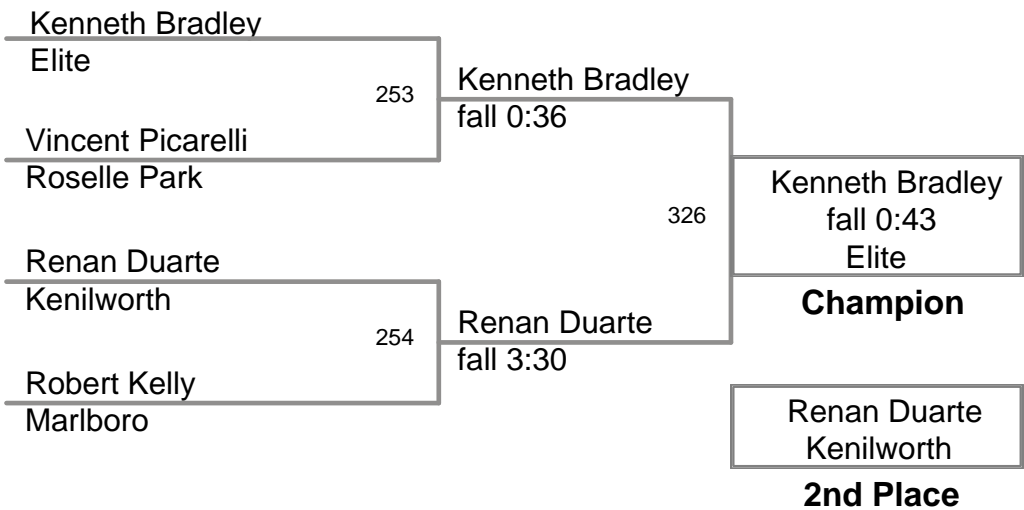 Kenneth Bradley
Elite
253
Vincent Picarelli
Roselle Park
Kenneth Bradley
fall 0:36
Renan Duarte
Kenilworth
254
Robert Kelly
Marlboro
Renan Duarte
fall 3:30
326
Kenneth Bradley
fall 0:43
Elite
Champion
Renan Duarte
Kenilworth
2nd Place